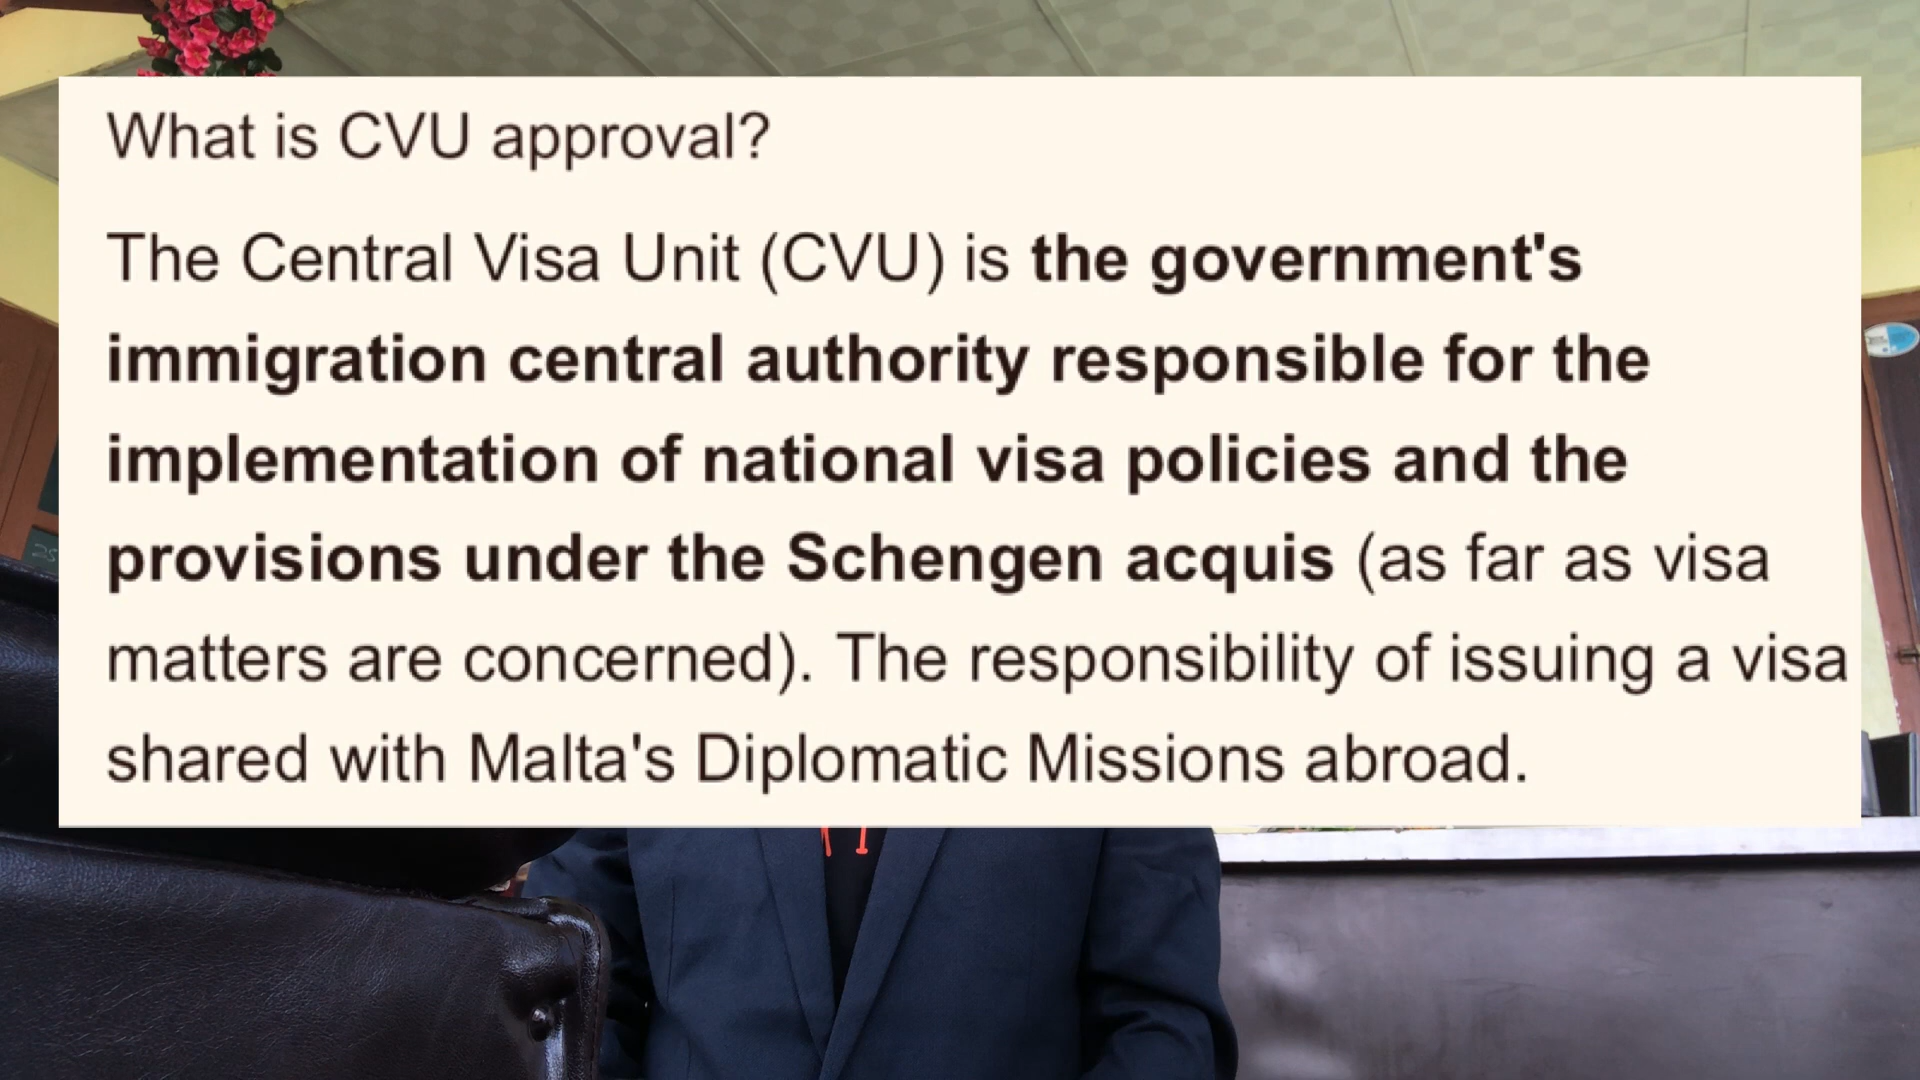 What is CVU approval?
The Central Visa Unit (CVU) is the government's
immigration central authority responsible for the
implementation of national visa policies and the
provisions under the Schengen acquis (as far as visa
matters are concerned). The responsibility of issuing a visa
shared with Malta's Diplomatic Missions abroad.
25